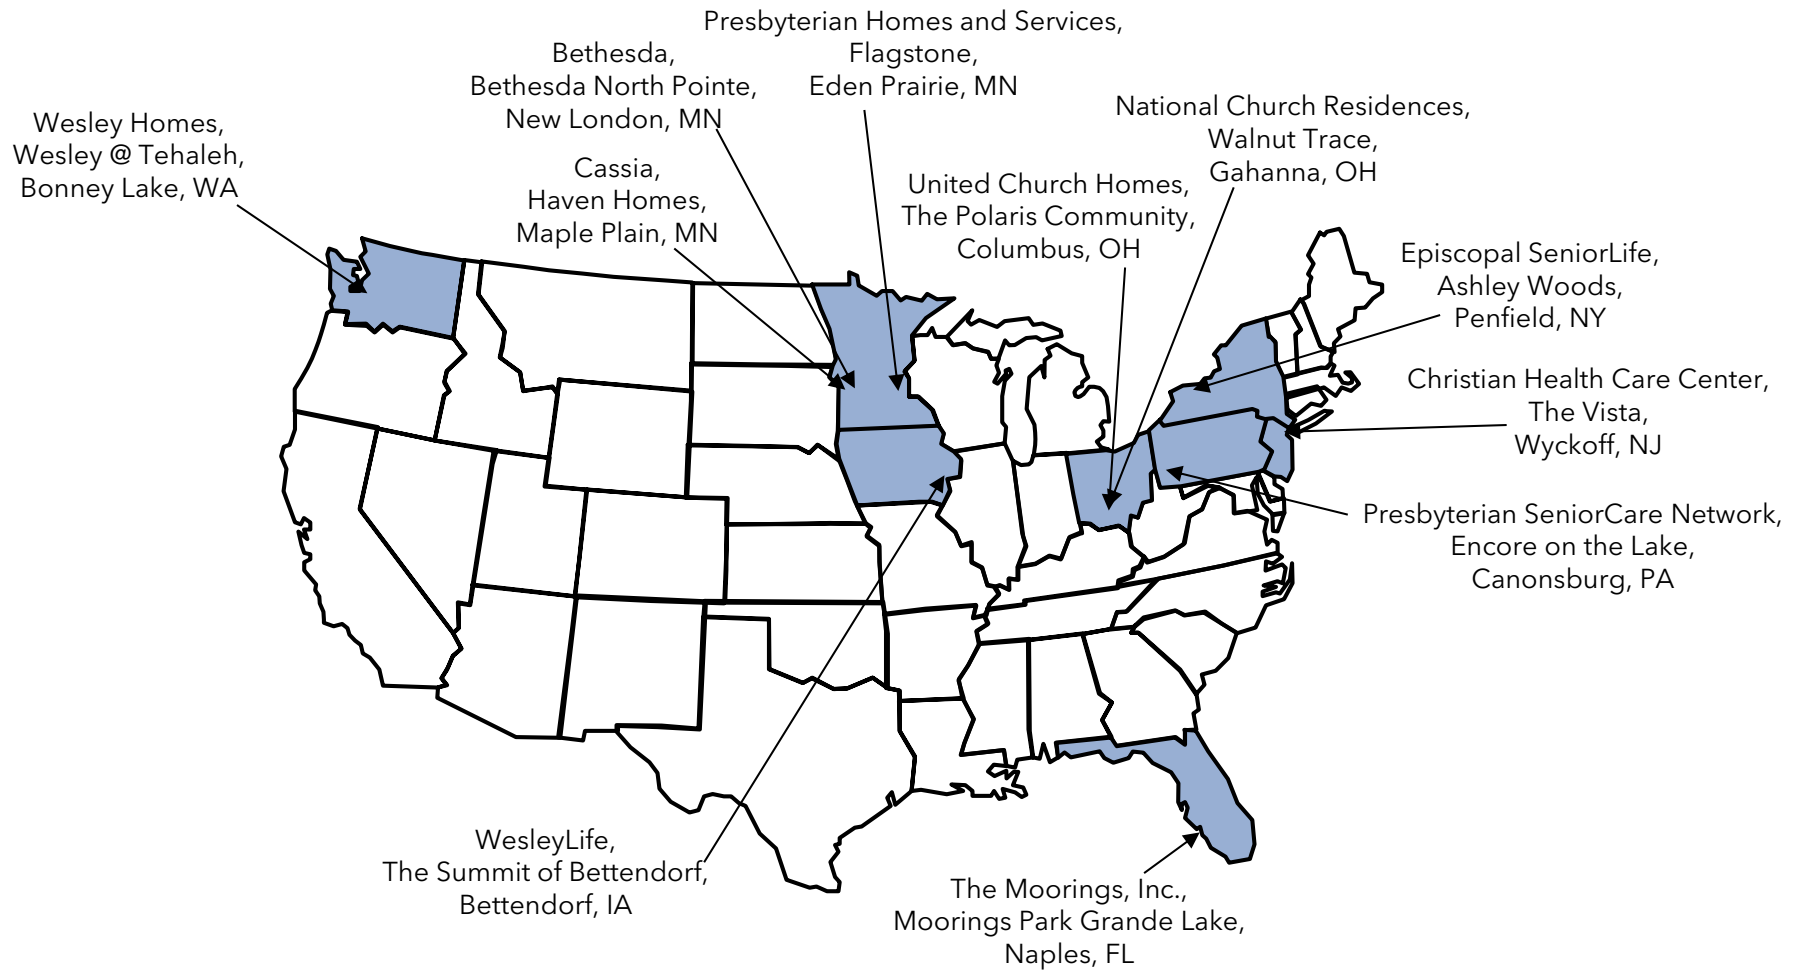 Presbyterian Homes and Services,
Flagstone,
Eden Prairie, MN
Bethesda,
Bethesda North Pointe,
New London, MN
National Church Residences,
Walnut Trace,
Gahanna, OH
Wesley Homes,
Wesley @ Tehaleh,
Bonney Lake, WA
Cassia,
Haven Homes,
Maple Plain, MN
United Church Homes,
The Polaris Community,
Columbus, OH
Episcopal SeniorLife,
Ashley Woods,
Penfield, NY
Christian Health Care Center,
The Vista,
Wyckoff, NJ
Presbyterian SeniorCare Network,
Encore on the Lake,
Canonsburg, PA
WesleyLife,
The Summit of Bettendorf,
Bettendorf, IA
The Moorings, Inc.,
Moorings Park Grande Lake,
Naples, FL